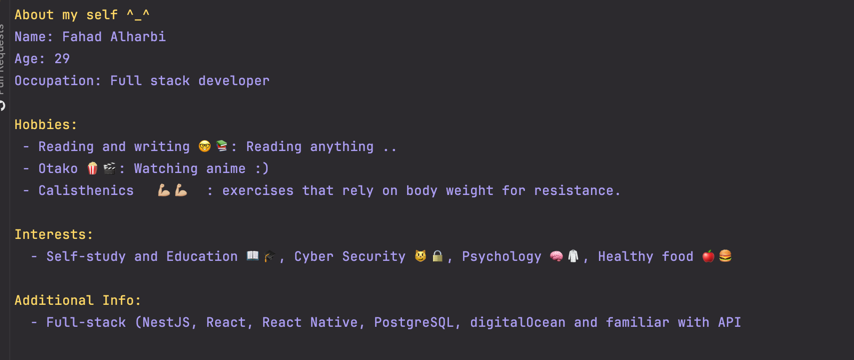 About my self ^_^
Name: Fahad Alharbi
Age: 29
Occupation: Full stack developer
Hobbies:
- Reading and writing 🤓📚: Reading anything ..
- Otako 🍿🎬: Watching anime :)
- Calisthenics 💪🏼💪🏼 : exercises that rely on body weight for resistance.
Interests:
- Self-study and Education 📖🎓, Cyber Security 😼🔒, Psychology 🧠🥼, Healthy food 🍎🍔
Additional Info:
- Full-stack (NestJS, React, React Native, PostgreSQL, digitalOcean and familiar with API